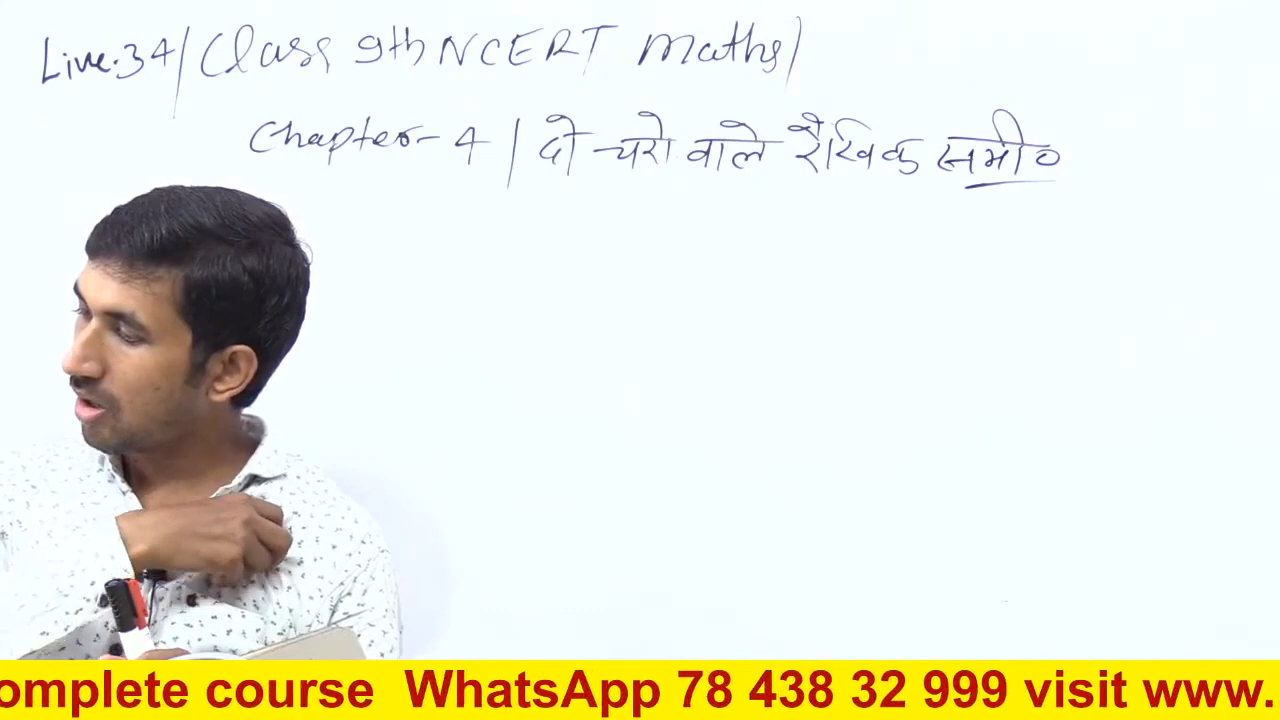 Live.34/Class 9th NCERT Maths/
Chapter-4/दो चरो वाले रैखिक समी०
omplete course WhatsApp 78 438 32 999 visit www.